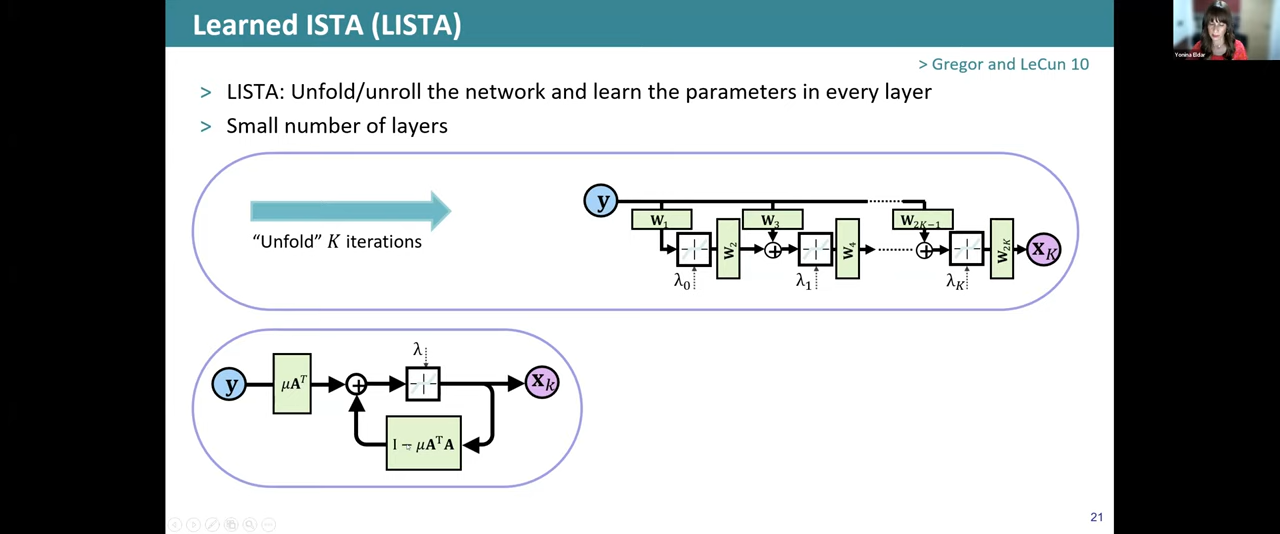 Learned ISTA (LISTA)
Yonina Eldar
> Gregor and LeCun 10
> LISTA: Unfold/unroll the network and learn the parameters in every layer
> Small number of layers
"Unfold" K iterations
y
W₁
W₂
W₃
W₄
W₂ₖ₋₁
W₂ₖ
xₖ
λ₀
λ₁
λₖ
y
μAᵀ
+
λ
I − μAᵀA
xₖ
21